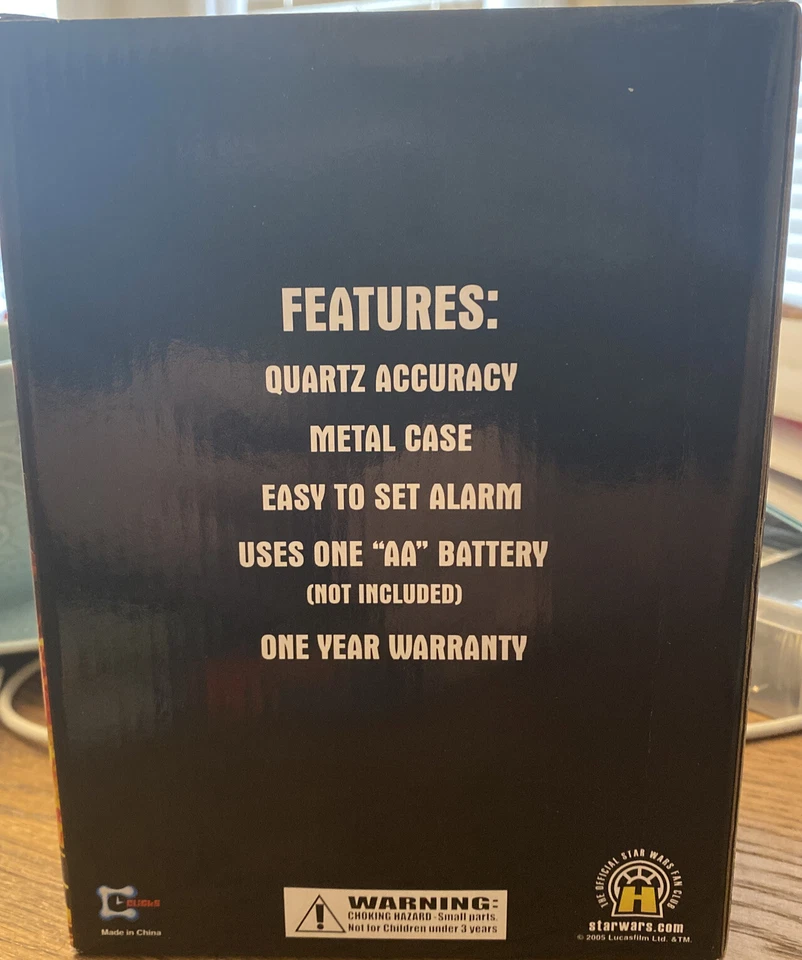 FEATURES:
QUARTZ ACCURACY
METAL CASE
EASY TO SET ALARM
USES ONE “AA” BATTERY
(NOT INCLUDED)
ONE YEAR WARRANTY
CLICKS
Made in China
WARNING:
CHOKING HAZARD - Small parts.
Not for Children under 3 years
THE OFFICIAL STAR WARS FAN CLUB
H
starwars.com
© 2005 Lucasfilm Ltd. & TM.